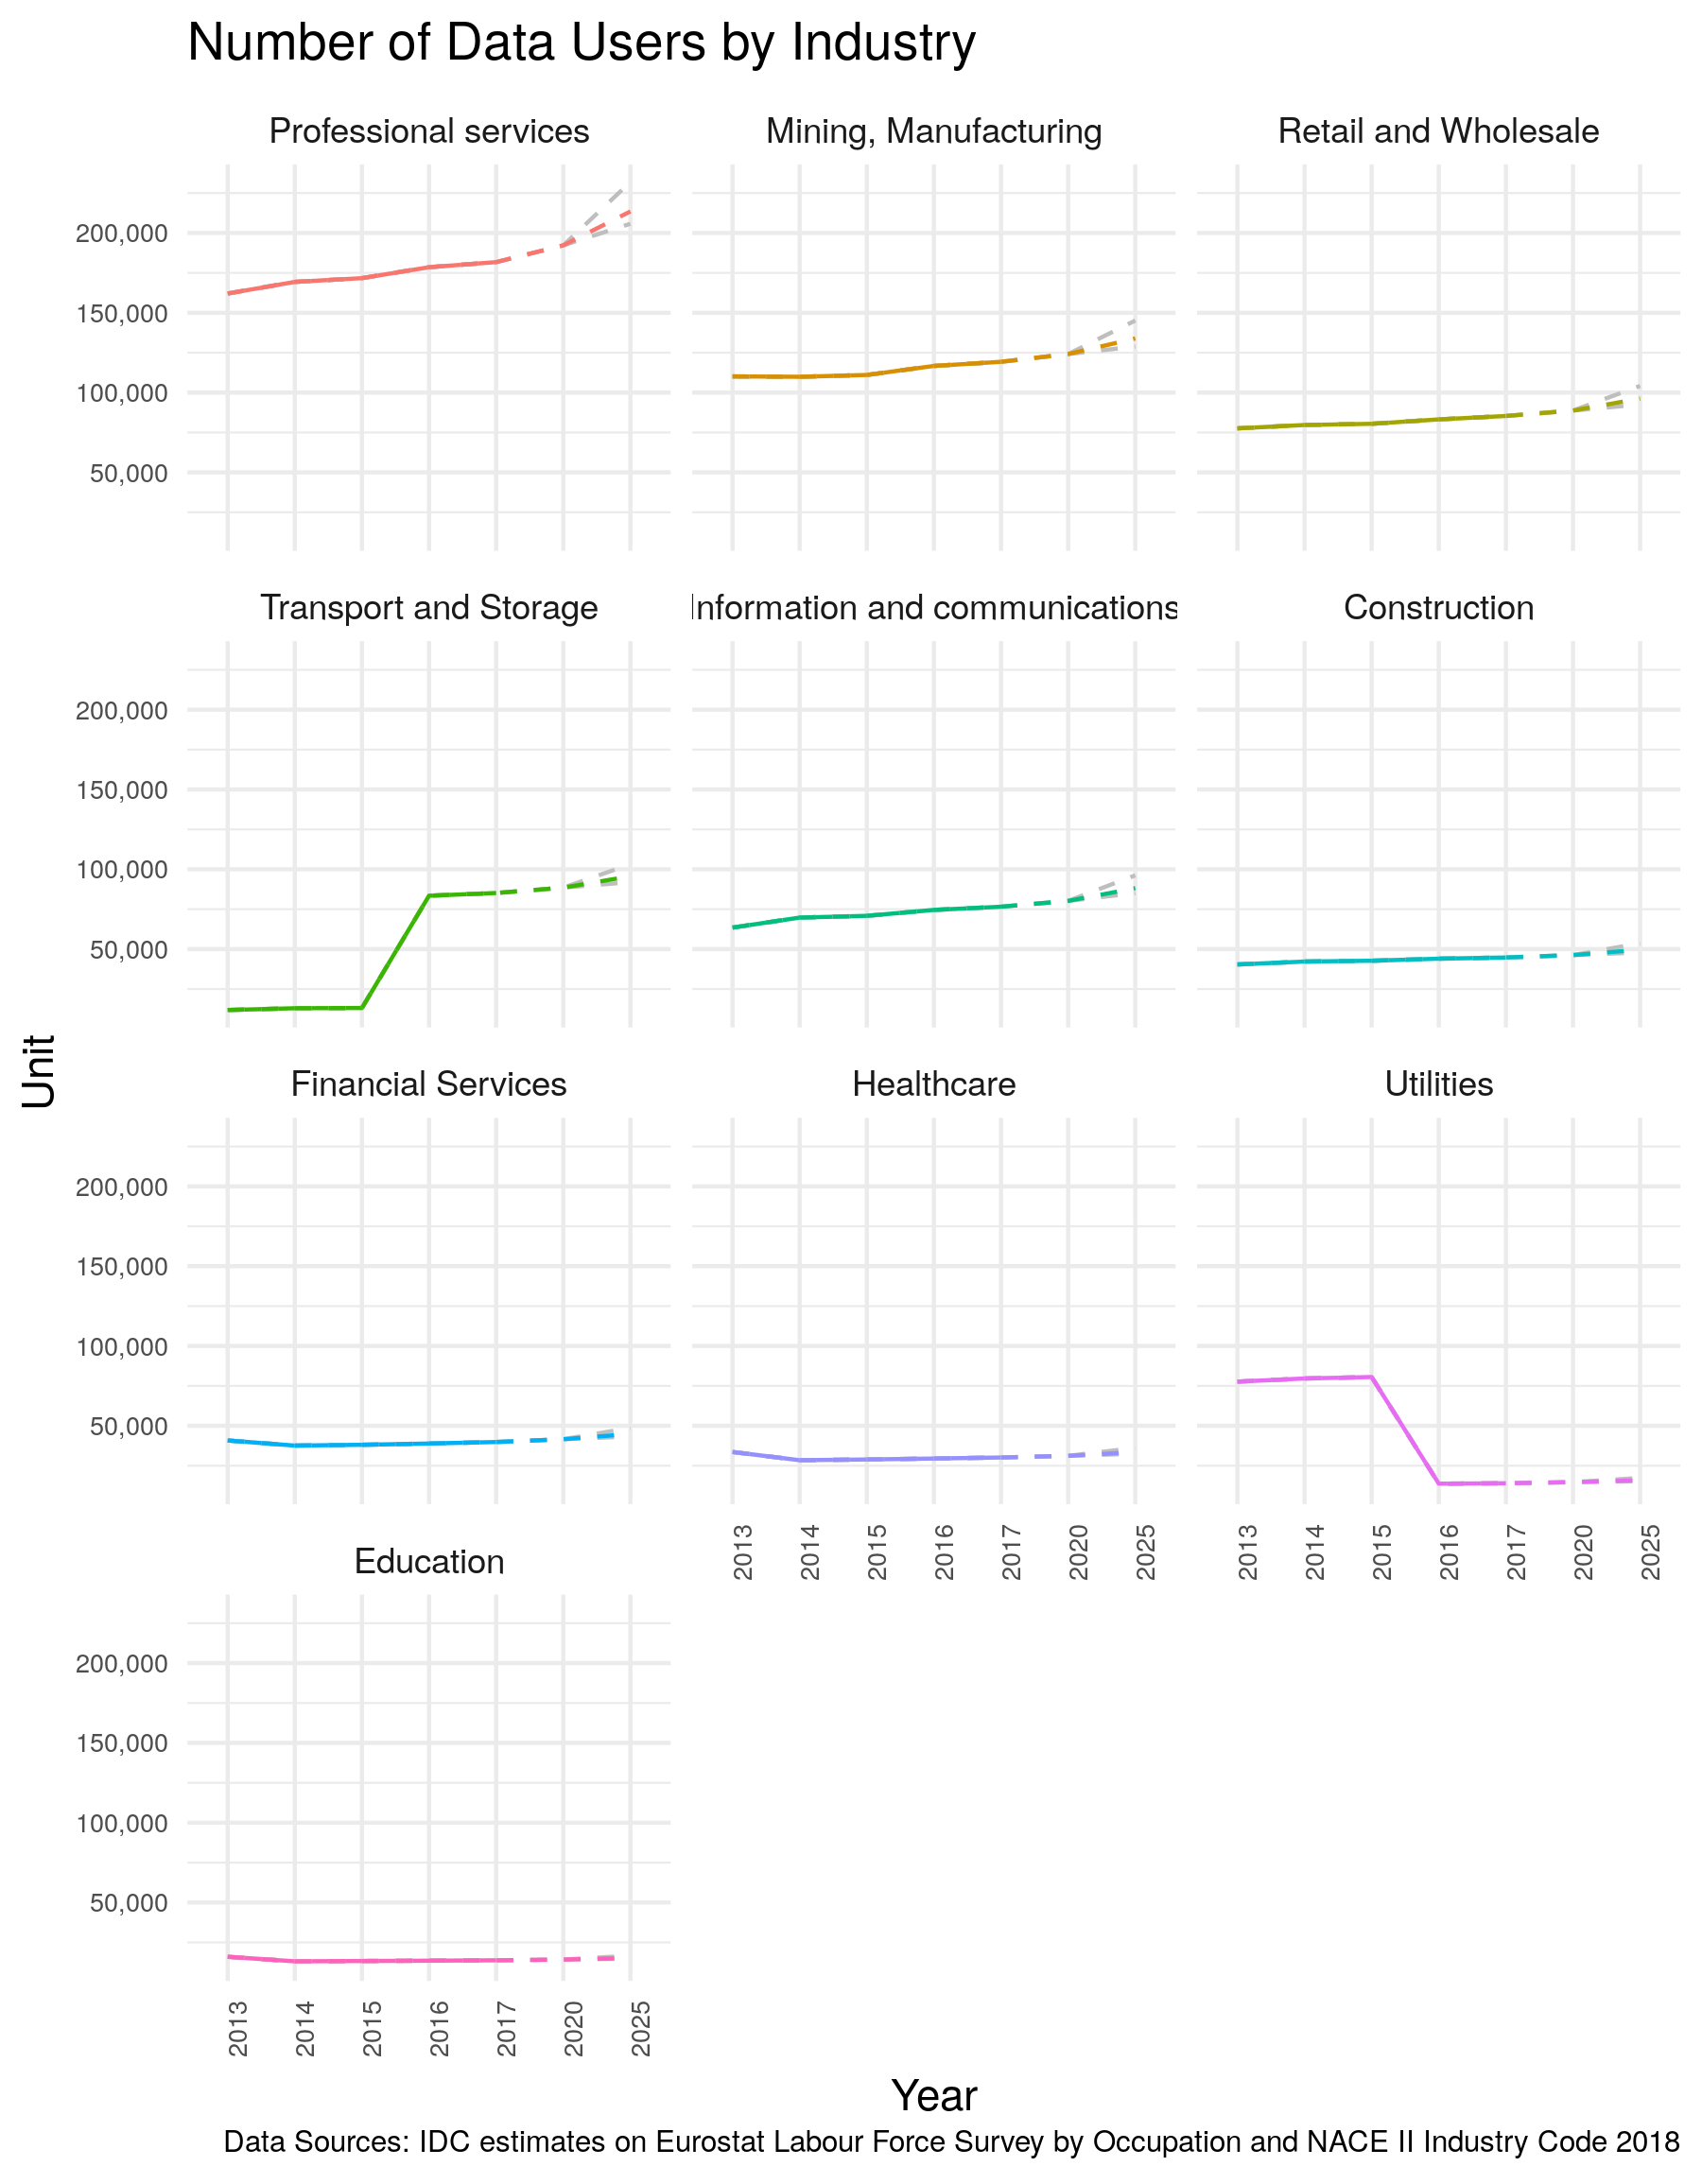 Number of Data Users by Industry
Professional services
Mining, Manufacturing
Retail and Wholesale
200,000
150,000
100,000
50,000
Transport and Storage
Information and communications
Construction
200,000
150,000
100,000
50,000
Unit
Financial Services
Healthcare
Utilities
200,000
150,000
100,000
50,000
2013 2014 2015 2016 2017 2020 2025
2013 2014 2015 2016 2017 2020 2025
Education
200,000
150,000
100,000
50,000
2013 2014 2015 2016 2017 2020 2025
Year
Data Sources: IDC estimates on Eurostat Labour Force Survey by Occupation and NACE II Industry Code 2018